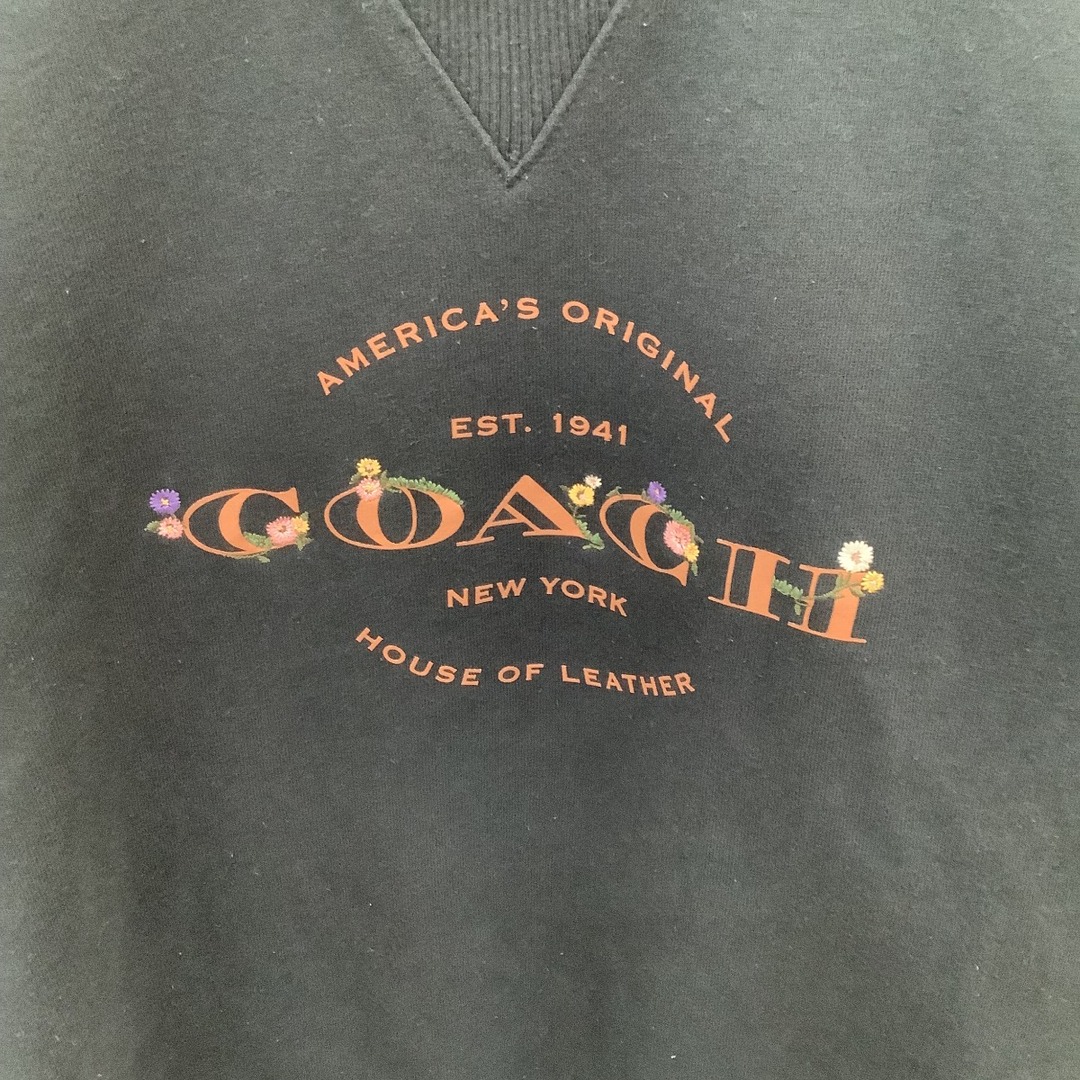 AMERICA'S ORIGINAL
EST. 1941
COACH
NEW YORK
HOUSE OF LEATHER